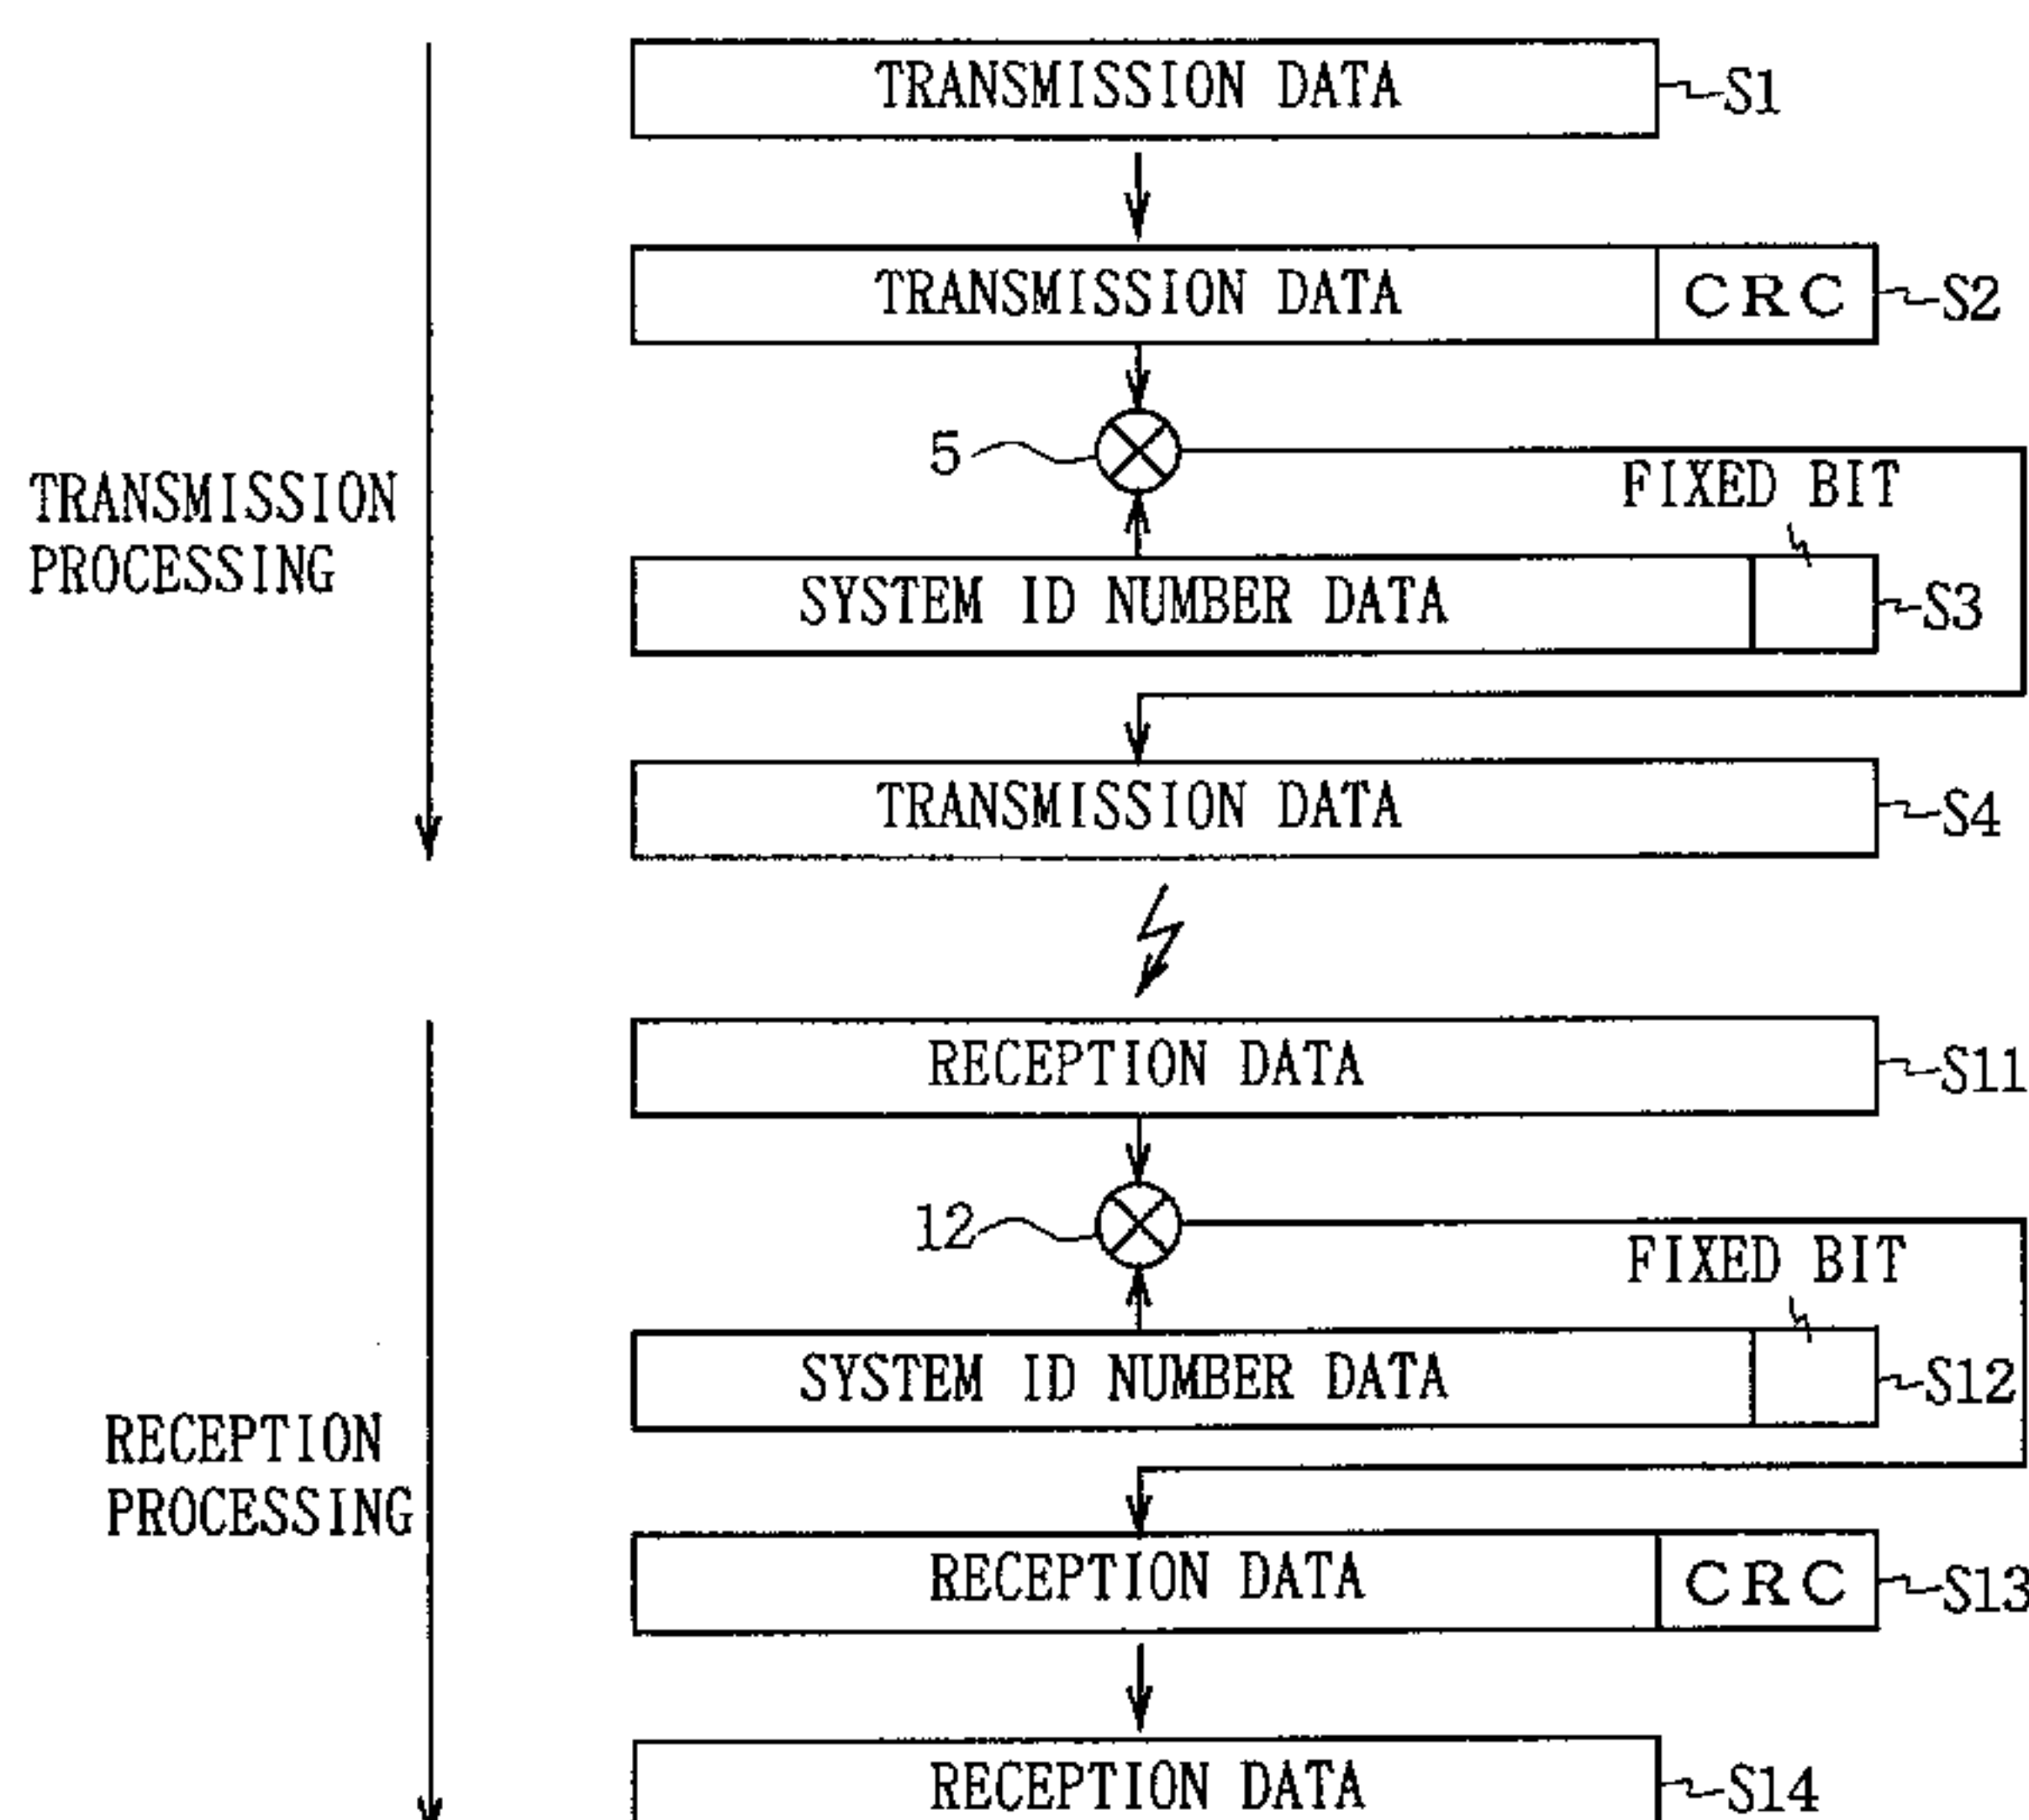 TRANSMISSION DATA
S1
TRANSMISSION DATA
CRC
S2
5
FIXED BIT
TRANSMISSION
PROCESSING
SYSTEM ID NUMBER DATA
S3
TRANSMISSION DATA
S4
RECEPTION DATA
S11
12
FIXED BIT
SYSTEM ID NUMBER DATA
S12
RECEPTION
PROCESSING
RECEPTION DATA
CRC
S13
RECEPTION DATA
S14